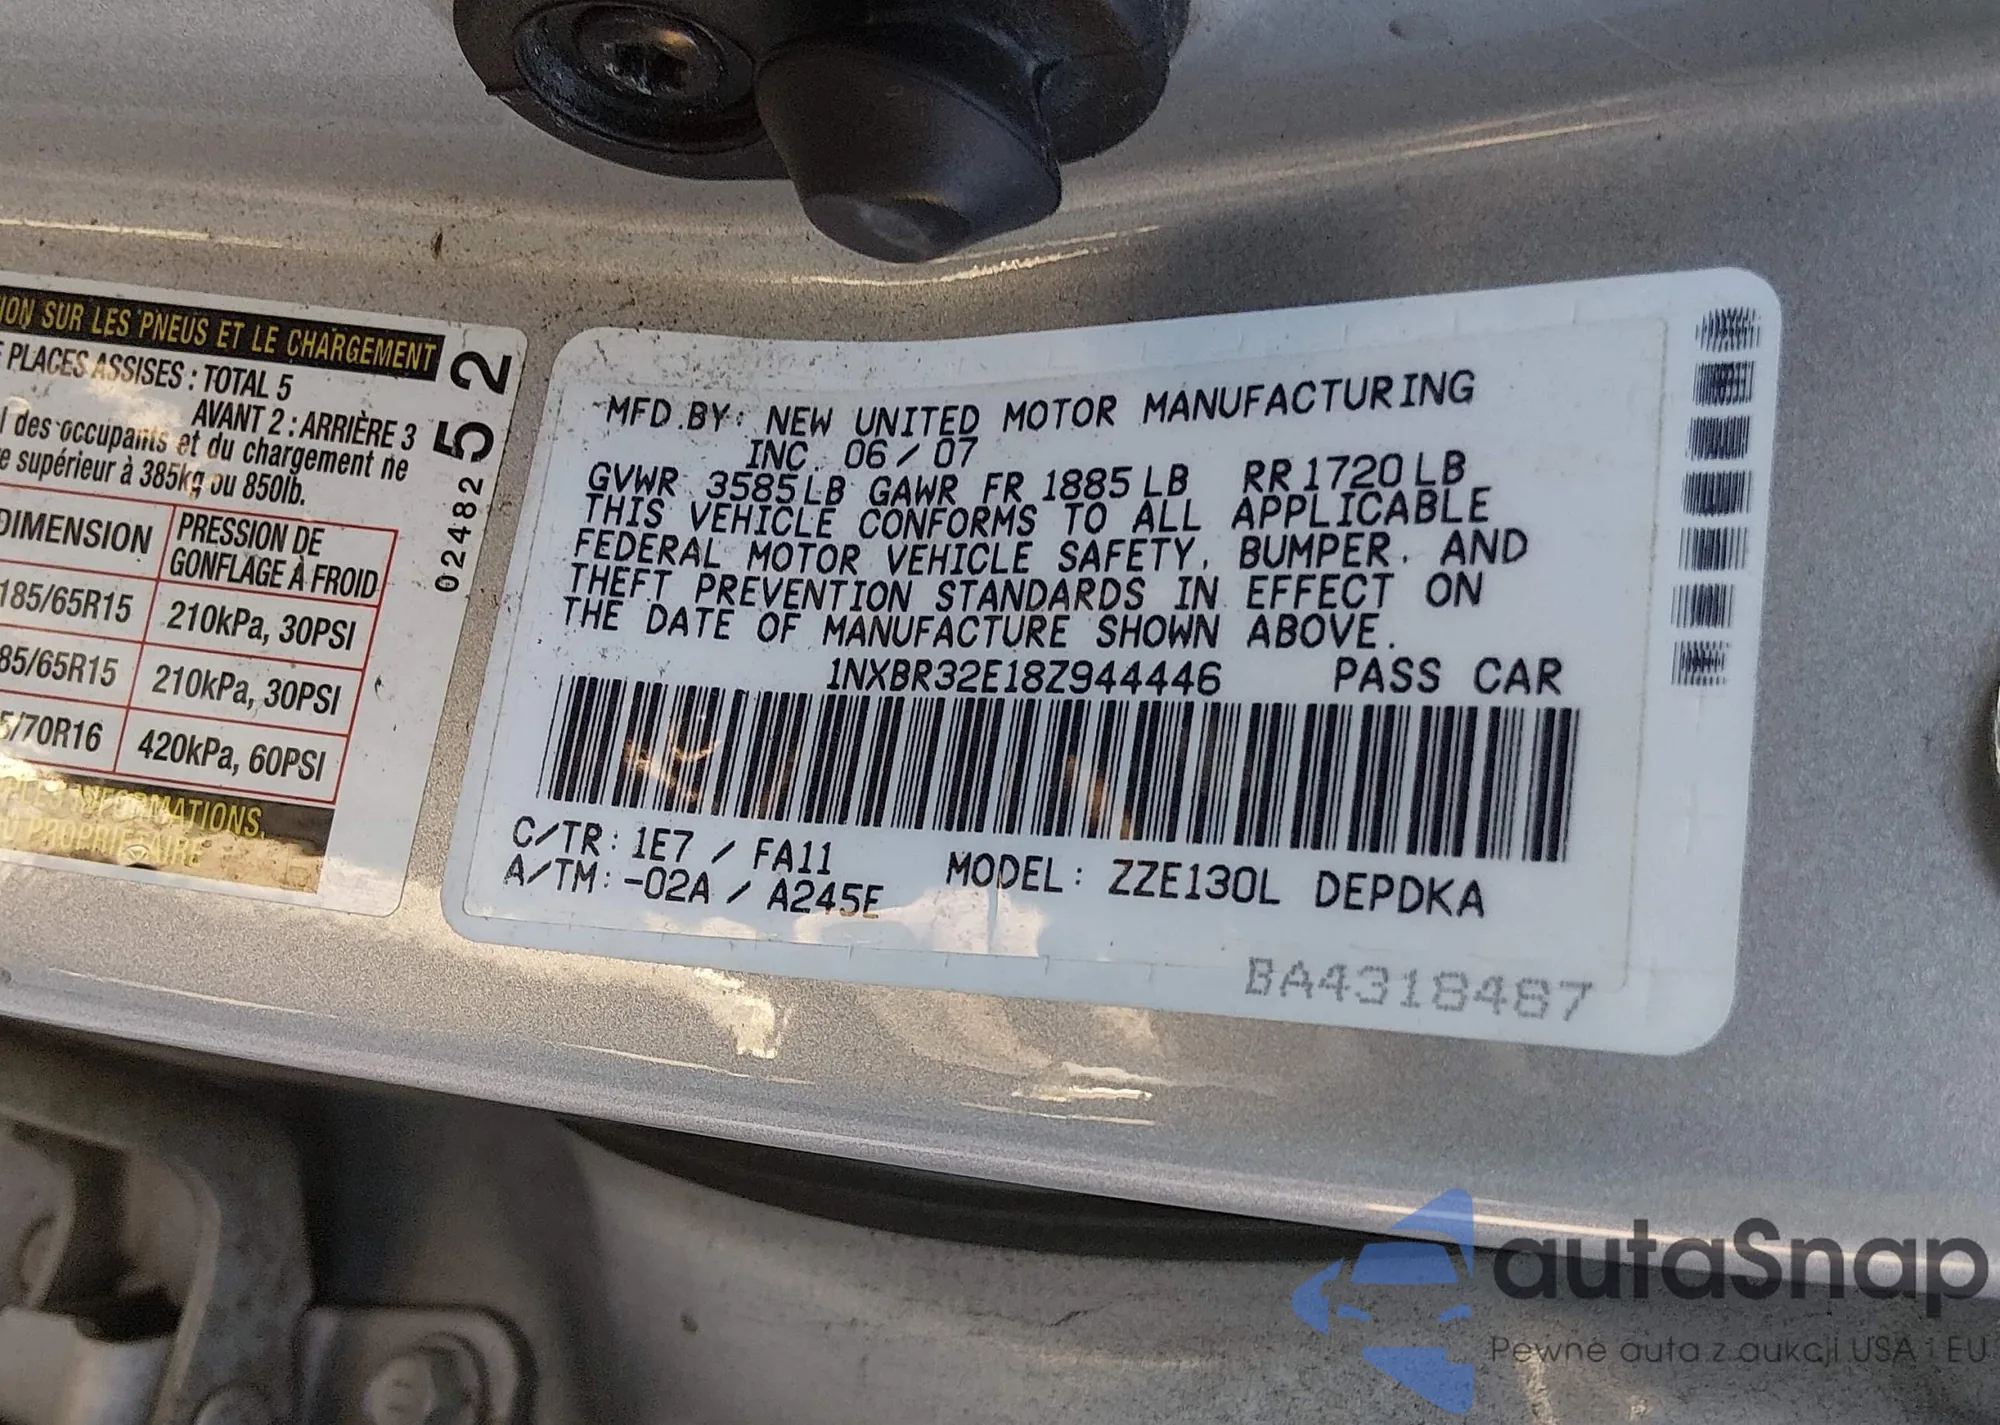 ION SUR LES PNEUS ET LE CHARGEMENT
PLACES ASSISES : TOTAL 5
AVANT 2 : ARRIÈRE 3
des occupants et du chargement ne
supérieur à 385kg ou 850lb.
DIMENSION
PRESSION DE
GONFLAGE À FROID
185/65R15 210kPa, 30PSI
85/65R15 210kPa, 30PSI
/70R16 420kPa, 60PSI
INFORMATIONS,
PROPRIÉTAIRE
02482 52
MFD.BY: NEW UNITED MOTOR MANUFACTURING
INC. 06/07
GVWR 3585LB GAWR FR 1885LB RR1720LB
THIS VEHICLE CONFORMS TO ALL APPLICABLE
FEDERAL MOTOR VEHICLE SAFETY, BUMPER, AND
THEFT PREVENTION STANDARDS IN EFFECT ON
THE DATE OF MANUFACTURE SHOWN ABOVE.
1NXBR32E18Z944446 PASS CAR
C/TR: 1E7 / FA11
A/TM: -02A / A245E
MODEL: ZZE130L DEPDKA
BA4318487
autaSnap
Pewne auta z aukcji USA i EU